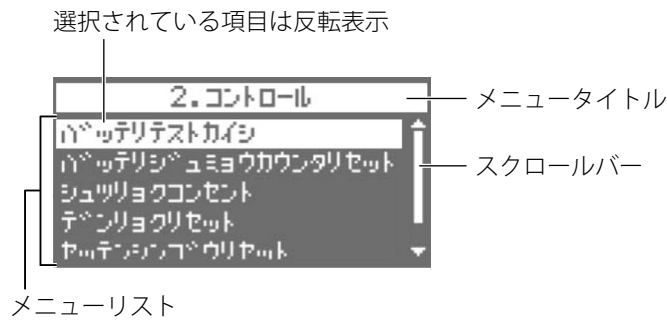 選択されている項目は反転表示
2.コントロール
メニュータイトル
バッテリテストカイシ
バッテリジュミョウカウンタリセット
スクロールバー
シュツリョクコンセント
デンリョクリセット
セッテンシンゴウリセット
メニューリスト